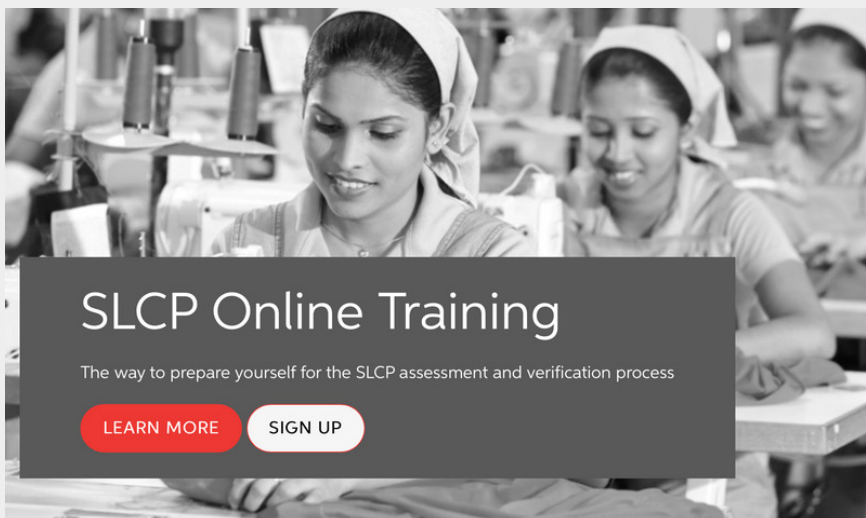 SLCP Online Training
The way to prepare yourself for the SLCP assessment and verification process
LEARN MORE
SIGN UP